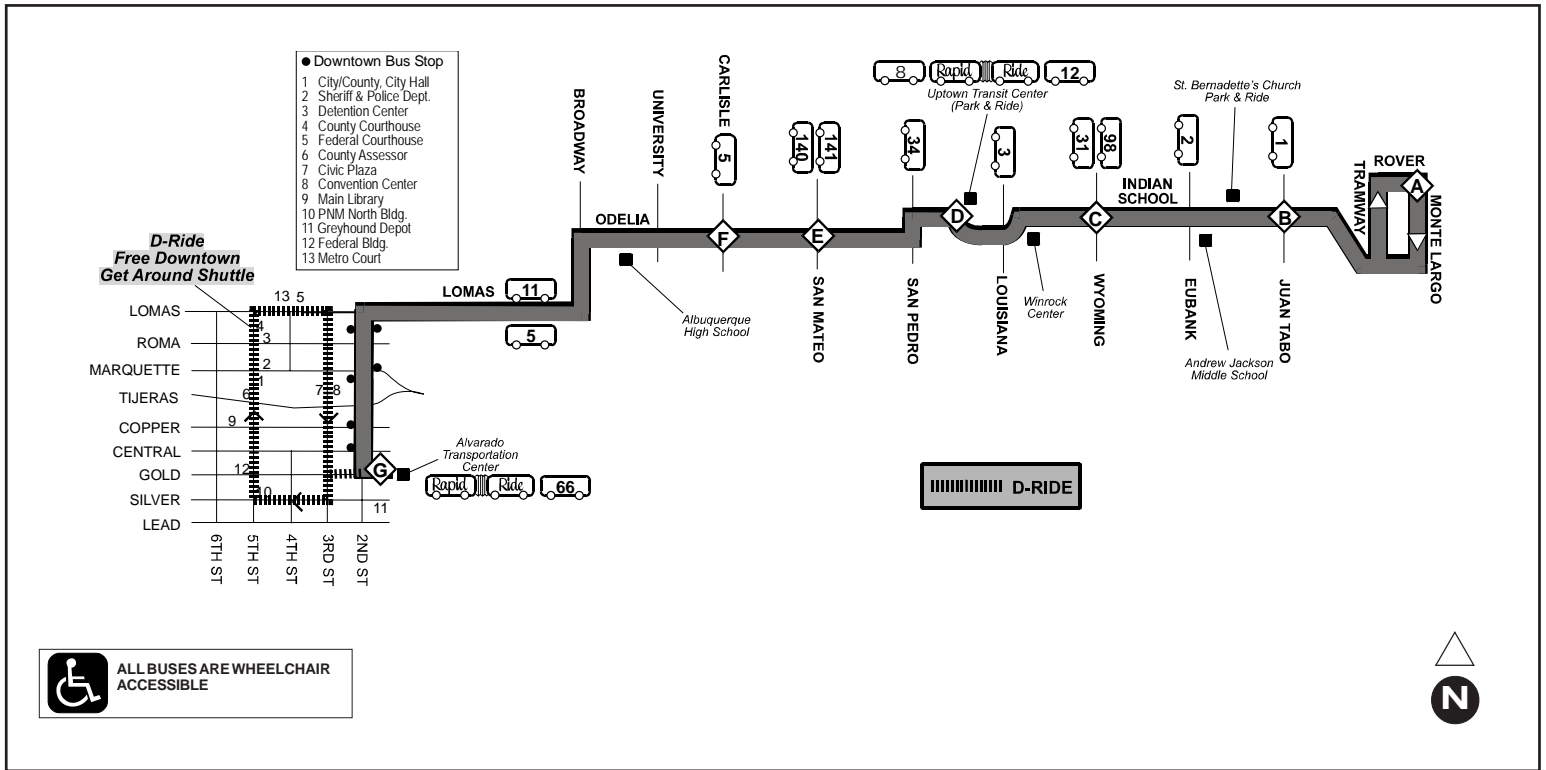 ● Downtown Bus Stop
1 City/County, City Hall
2 Sheriff & Police Dept.
3 Detention Center
4 County Courthouse
5 Federal Courthouse
6 County Assessor
7 Civic Plaza
8 Convention Center
9 Main Library
10 PNM North Bldg.
11 Greyhound Depot
12 Federal Bldg.
13 Metro Court
D-Ride
Free Downtown
Get Around Shuttle
LOMAS
ROMA
MARQUETTE
TIJERAS
COPPER
CENTRAL
GOLD
SILVER
LEAD
6TH ST
5TH ST
4TH ST
3RD ST
2ND ST
13 5
4
3
2
1
6
7 8
9
12
10
11
G
Alvarado
Transportation
Center
Rapid Ride 66
LOMAS
11
5
BROADWAY
ODELIA
UNIVERSITY
Albuquerque
High School
CARLISLE
5
F
140 141
E
SAN MATEO
34
SAN PEDRO
8 Rapid Ride 12
Uptown Transit Center
(Park & Ride)
D
3
LOUISIANA
Winrock
Center
31 98
C
WYOMING
INDIAN
SCHOOL
2
EUBANK
Andrew Jackson
Middle School
St. Bernadette's Church
Park & Ride
1
B
JUAN TABO
TRAMWAY
ROVER
A
MONTE LARGO
D-RIDE
ALL BUSES ARE WHEELCHAIR
ACCESSIBLE
N